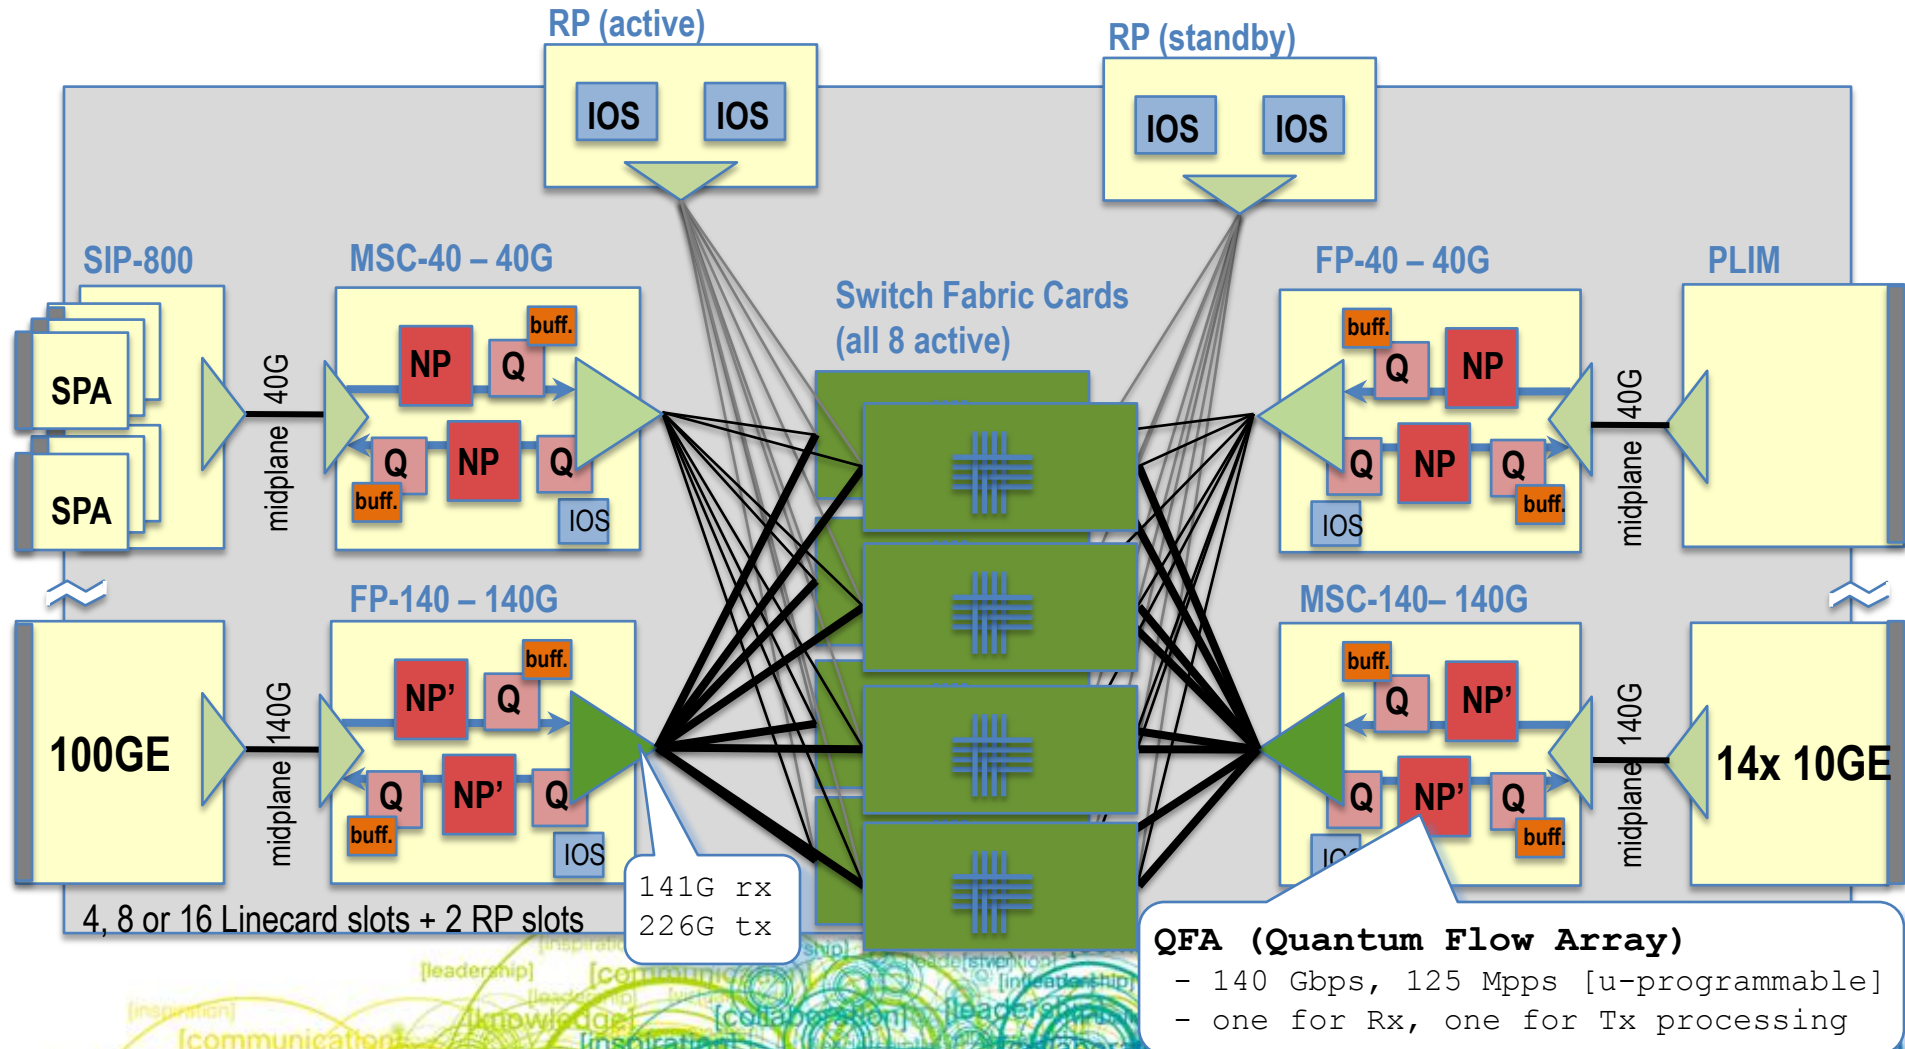 RP (active)
RP (standby)
IOS
IOS
IOS
IOS
SIP-800
MSC-40 – 40G
FP-40 – 40G
PLIM
Switch Fabric Cards
(all 8 active)
SPA
SPA
midplane 40G
NP
Q
buff.
Q
buff.
NP
Q
IOS
buff.
Q
NP
Q
IOS
NP
Q
buff.
midplane 40G
FP-140 – 140G
MSC-140– 140G
100GE
midplane 140G
NP'
Q
buff.
Q
buff.
NP'
Q
IOS
buff.
Q
NP'
Q
NP'
Q
buff.
midplane 140G
14x 10GE
141G rx
226G tx
4, 8 or 16 Linecard slots + 2 RP slots
QFA (Quantum Flow Array)
- 140 Gbps, 125 Mpps [u-programmable]
- one for Rx, one for Tx processing
[leadership]
[knowledge]